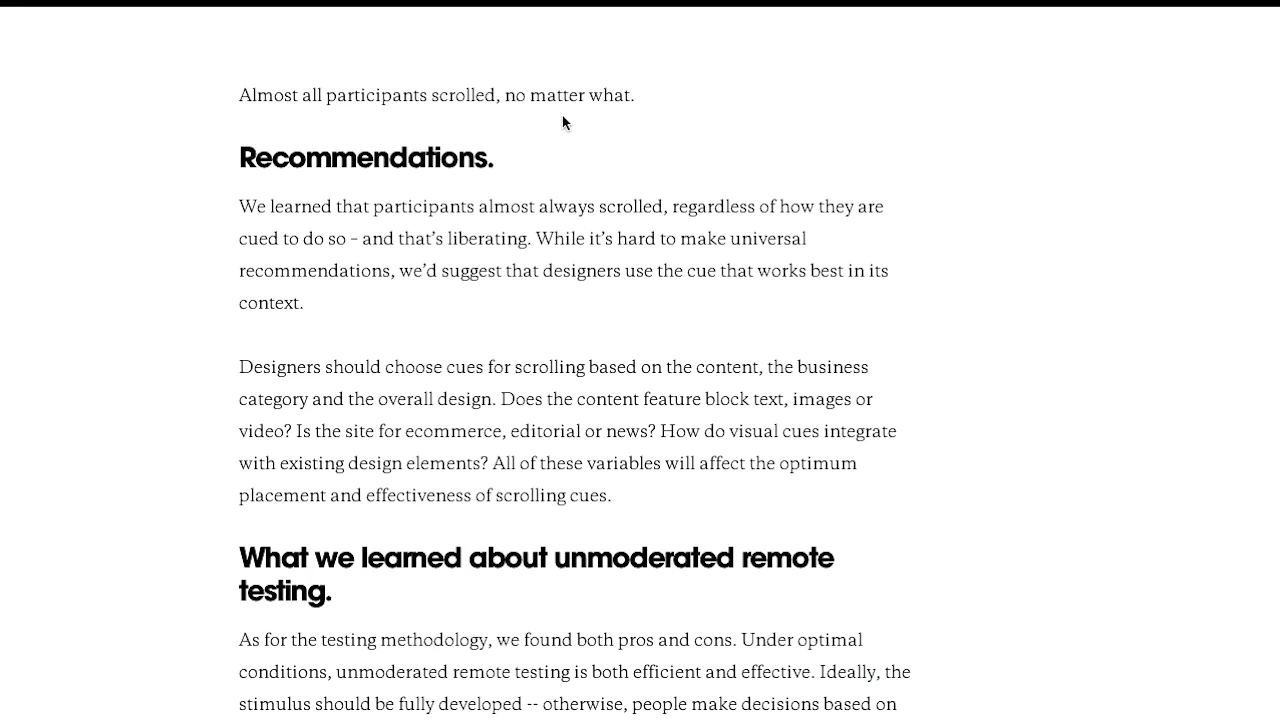 Almost all participants scrolled, no matter what.
Recommendations.
We learned that participants almost always scrolled, regardless of how they are
cued to do so – and that’s liberating. While it’s hard to make universal
recommendations, we’d suggest that designers use the cue that works best in its
context.
Designers should choose cues for scrolling based on the content, the business
category and the overall design. Does the content feature block text, images or
video? Is the site for ecommerce, editorial or news? How do visual cues integrate
with existing design elements? All of these variables will affect the optimum
placement and effectiveness of scrolling cues.
What we learned about unmoderated remote
testing.
As for the testing methodology, we found both pros and cons. Under optimal
conditions, unmoderated remote testing is both efficient and effective. Ideally, the
stimulus should be fully developed -- otherwise, people make decisions based on